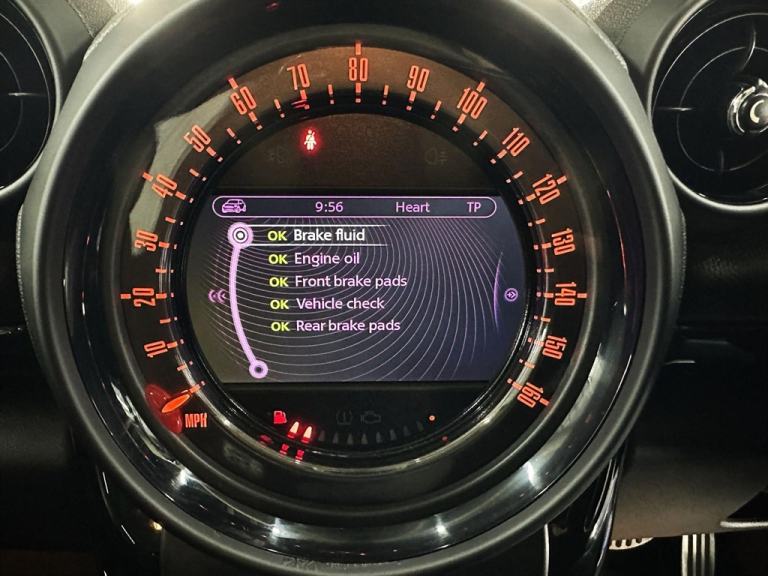 10
20
30
40
50
60
70
80
90
100
110
120
130
140
150
160
MPH
9:56 Heart TP
OK Brake fluid
OK Engine oil
OK Front brake pads
OK Vehicle check
OK Rear brake pads